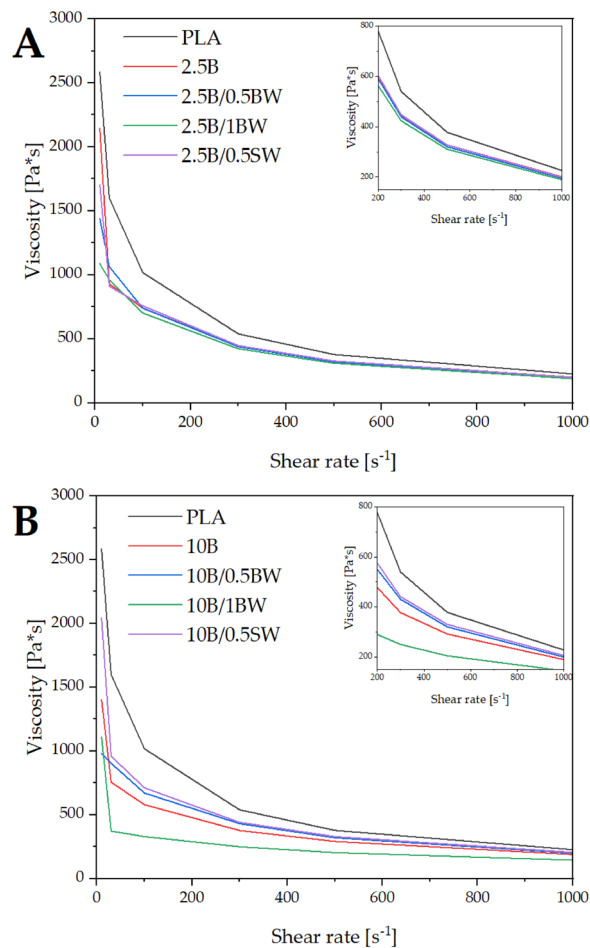 A
3000
2500
2000
1500
1000
500
0
Viscosity [Pa*s]
PLA
2.5B
2.5B/0.5BW
2.5B/1BW
2.5B/0.5SW
800
600
400
200
Viscosity [Pa*s]
200 400 600 800 1000
Shear rate [s-1]
0 200 400 600 800 1000
Shear rate [s-1]
B
3000
2500
2000
1500
1000
500
0
Viscosity [Pa*s]
PLA
10B
10B/0.5BW
10B/1BW
10B/0.5SW
800
600
400
200
Viscosity [Pa*s]
200 400 600 800 1000
Shear rate [s-1]
0 200 400 600 800 1000
Shear rate [s-1]